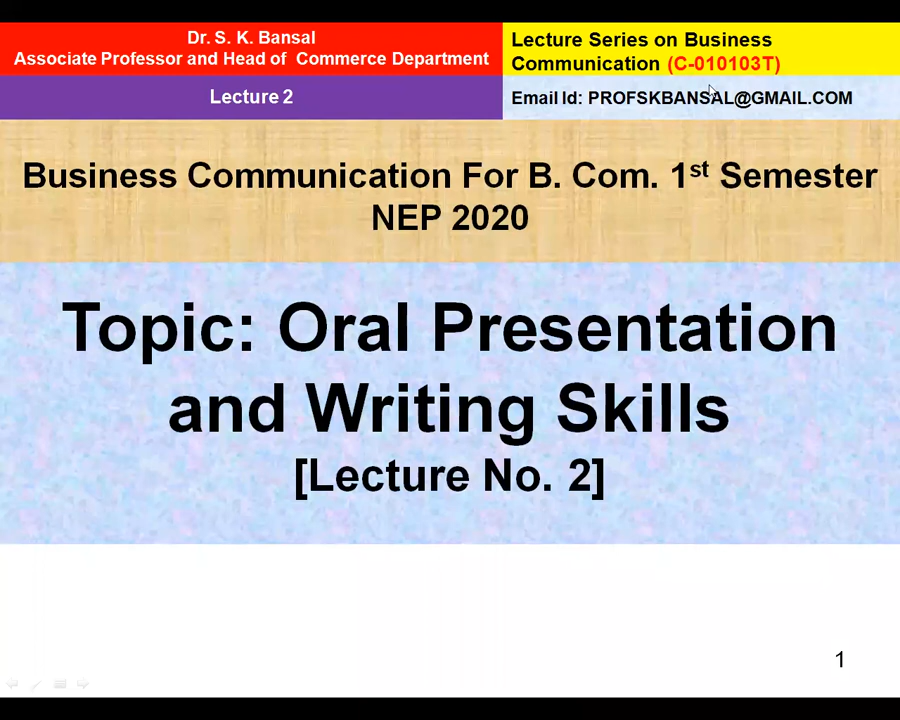 Dr. S. K. Bansal
Associate Professor and Head of Commerce Department
Lecture Series on Business
Communication (C-010103T)
Lecture 2
Email Id: PROFSKBANSAL@GMAIL.COM
Business Communication For B. Com. 1st Semester
NEP 2020
Topic: Oral Presentation
and Writing Skills
[Lecture No. 2]
1